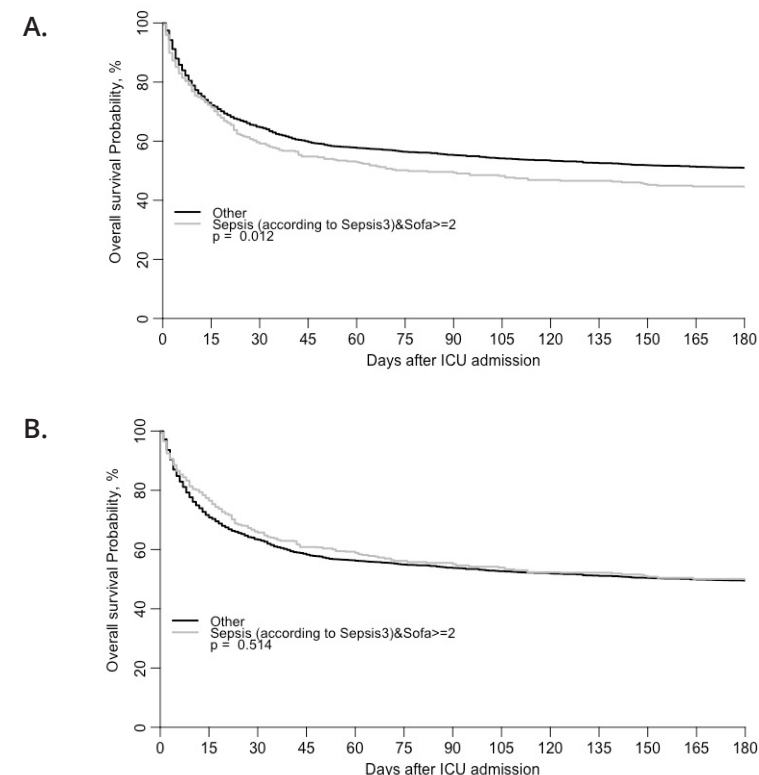 A.
Overall survival Probability, %
100
80
60
40
20
0
Other
Sepsis (according to Sepsis3)&Sofa>=2
p = 0.012
0 15 30 45 60 75 90 105 120 135 150 165 180
Days after ICU admission
B.
Overall survival Probability, %
100
80
60
40
20
0
Other
Sepsis (according to Sepsis3)&Sofa>=2
p = 0.514
0 15 30 45 60 75 90 105 120 135 150 165 180
Days after ICU admission